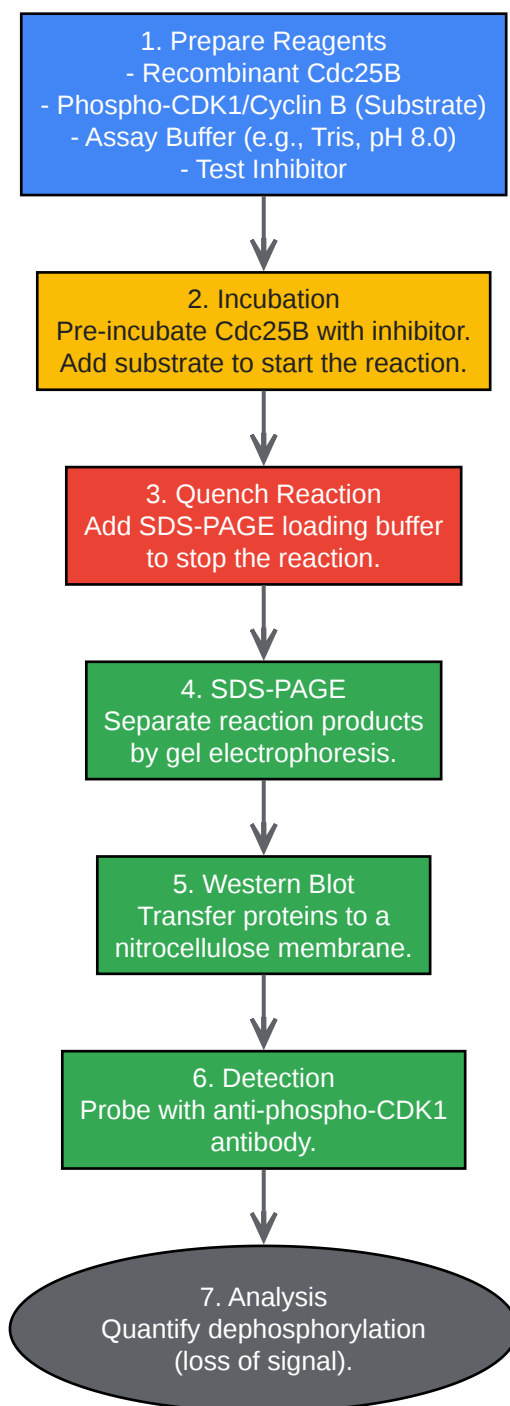 1. Prepare Reagents
- Recombinant Cdc25B
- Phospho-CDK1/Cyclin B (Substrate)
- Assay Buffer (e.g., Tris, pH 8.0)
- Test Inhibitor
2. Incubation
Pre-incubate Cdc25B with inhibitor.
Add substrate to start the reaction.
3. Quench Reaction
Add SDS-PAGE loading buffer
to stop the reaction.
4. SDS-PAGE
Separate reaction products
by gel electrophoresis.
5. Western Blot
Transfer proteins to a
nitrocellulose membrane.
6. Detection
Probe with anti-phospho-CDK1
antibody.
7. Analysis
Quantify dephosphorylation
(loss of signal).